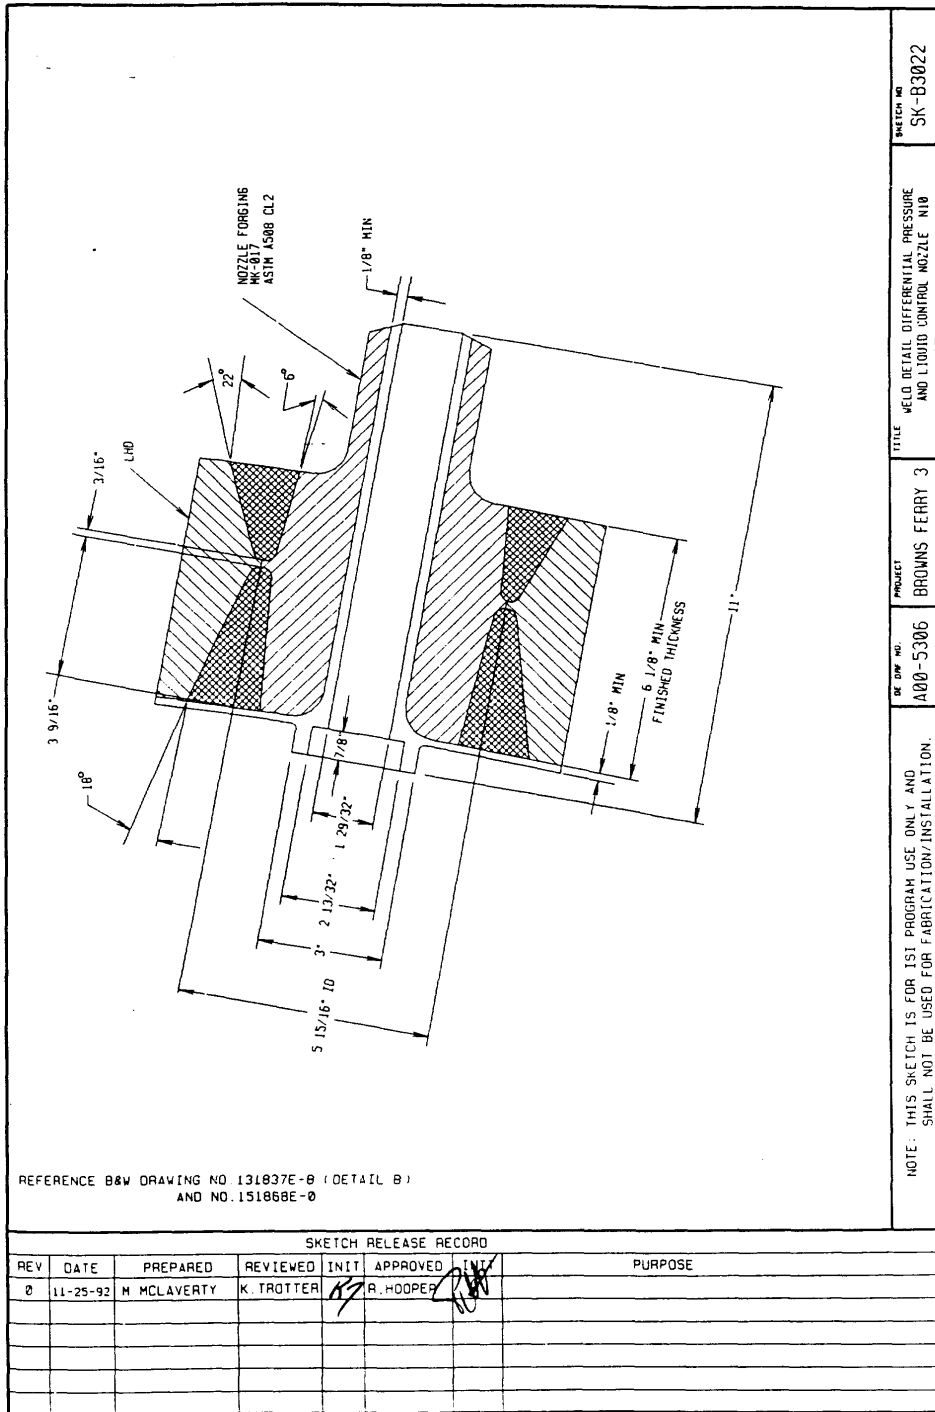 NOZZLE FORGING
MK-017
ASTM A508 CL2
1/8" MIN
22°
6°
LHD
3/16"
3 9/16"
18°
7/8"
1 29/32"
2 13/32"
3"
5 15/16" ID
1/8" MIN
6 1/8" MIN
FINISHED THICKNESS
11"
SKETCH NO
SK-B3022
TITLE
WELD DETAIL DIFFERENTIAL PRESSURE
AND LIQUID CONTROL NOZZLE N10
PROJECT
BROWNS FERRY 3
A00-5306
NOTE: THIS SKETCH IS FOR ISI PROGRAM USE ONLY AND
SHALL NOT BE USED FOR FABRICATION/INSTALLATION.
REFERENCE B&W DRAWING NO. 131837E-8 (DETAIL B)
AND NO. 151868E-0
SKETCH RELEASE RECORD
REV DATE PREPARED REVIEWED INIT APPROVED INIT PURPOSE
0 11-25-92 M MCLAVERTY K. TROTTER R. HOOPER